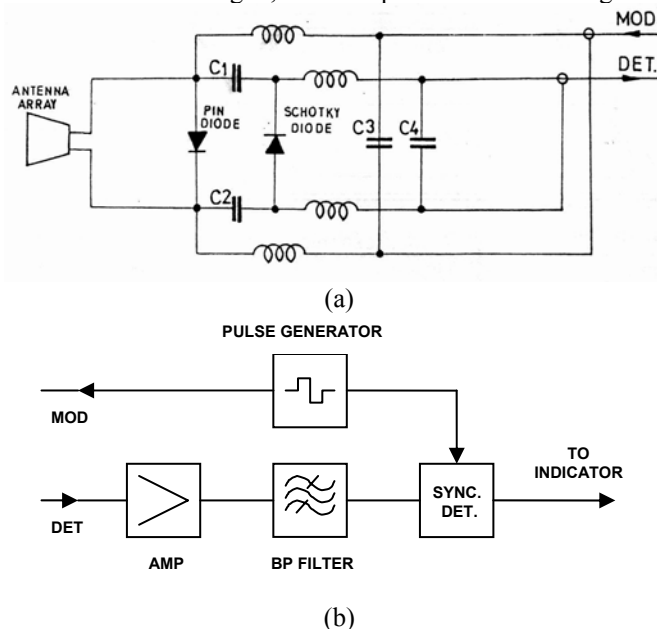 MOD
DET.
C1
ANTENNA
ARRAY
PIN
DIODE
SCHOTKY
DIODE
C3
C4
C2
(a)
PULSE GENERATOR
MOD
TO
INDICATOR
SYNC.
DET.
DET
AMP
BP FILTER
(b)